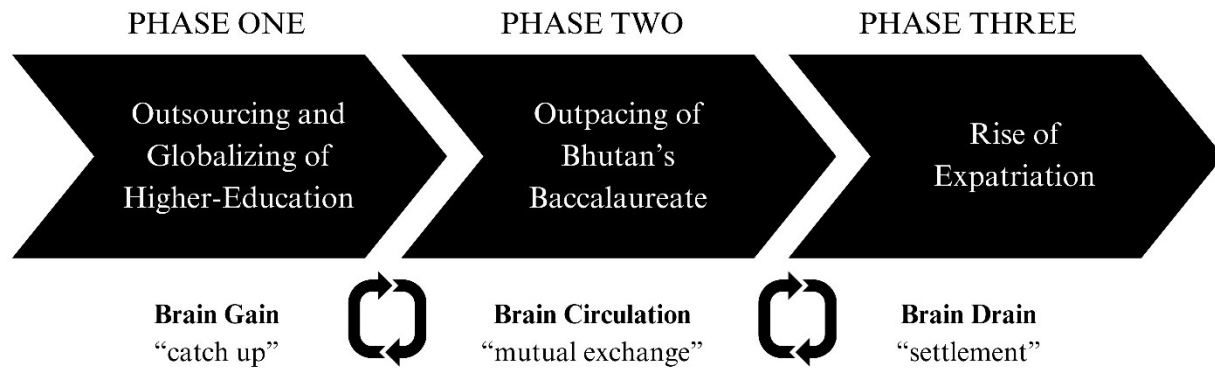 PHASE ONE
PHASE TWO
PHASE THREE
Outsourcing and
Globalizing of
Higher-Education
Outpacing of
Bhutan’s
Baccalaureate
Rise of
Expatriation
Brain Gain
“catch up”
Brain Circulation
“mutual exchange”
Brain Drain
“settlement”